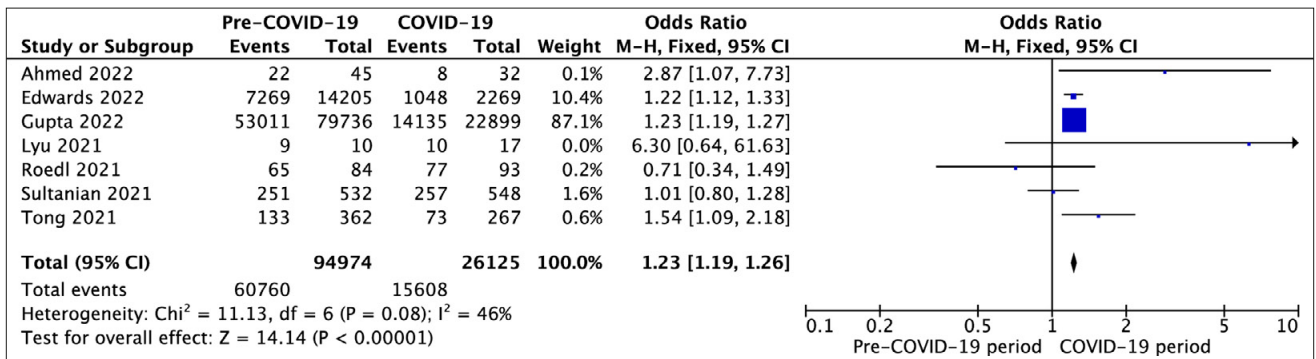 Pre-COVID-19 COVID-19 Odds Ratio Odds Ratio
Study or Subgroup Events Total Events Total Weight M-H, Fixed, 95% CI M-H, Fixed, 95% CI
Ahmed 2022 22 45 8 32 0.1% 2.87 [1.07, 7.73]
Edwards 2022 7269 14205 1048 2269 10.4% 1.22 [1.12, 1.33]
Gupta 2022 53011 79736 14135 22899 87.1% 1.23 [1.19, 1.27]
Lyu 2021 9 10 10 17 0.0% 6.30 [0.64, 61.63]
Roedl 2021 65 84 77 93 0.2% 0.71 [0.34, 1.49]
Sultanian 2021 251 532 257 548 1.6% 1.01 [0.80, 1.28]
Tong 2021 133 362 73 267 0.6% 1.54 [1.09, 2.18]
Total (95% CI) 94974 26125 100.0% 1.23 [1.19, 1.26]
Total events 60760 15608
Heterogeneity: Chi² = 11.13, df = 6 (P = 0.08); I² = 46%
Test for overall effect: Z = 14.14 (P < 0.00001)
0.1 0.2 0.5 1 2 5 10
Pre-COVID-19 period COVID-19 period